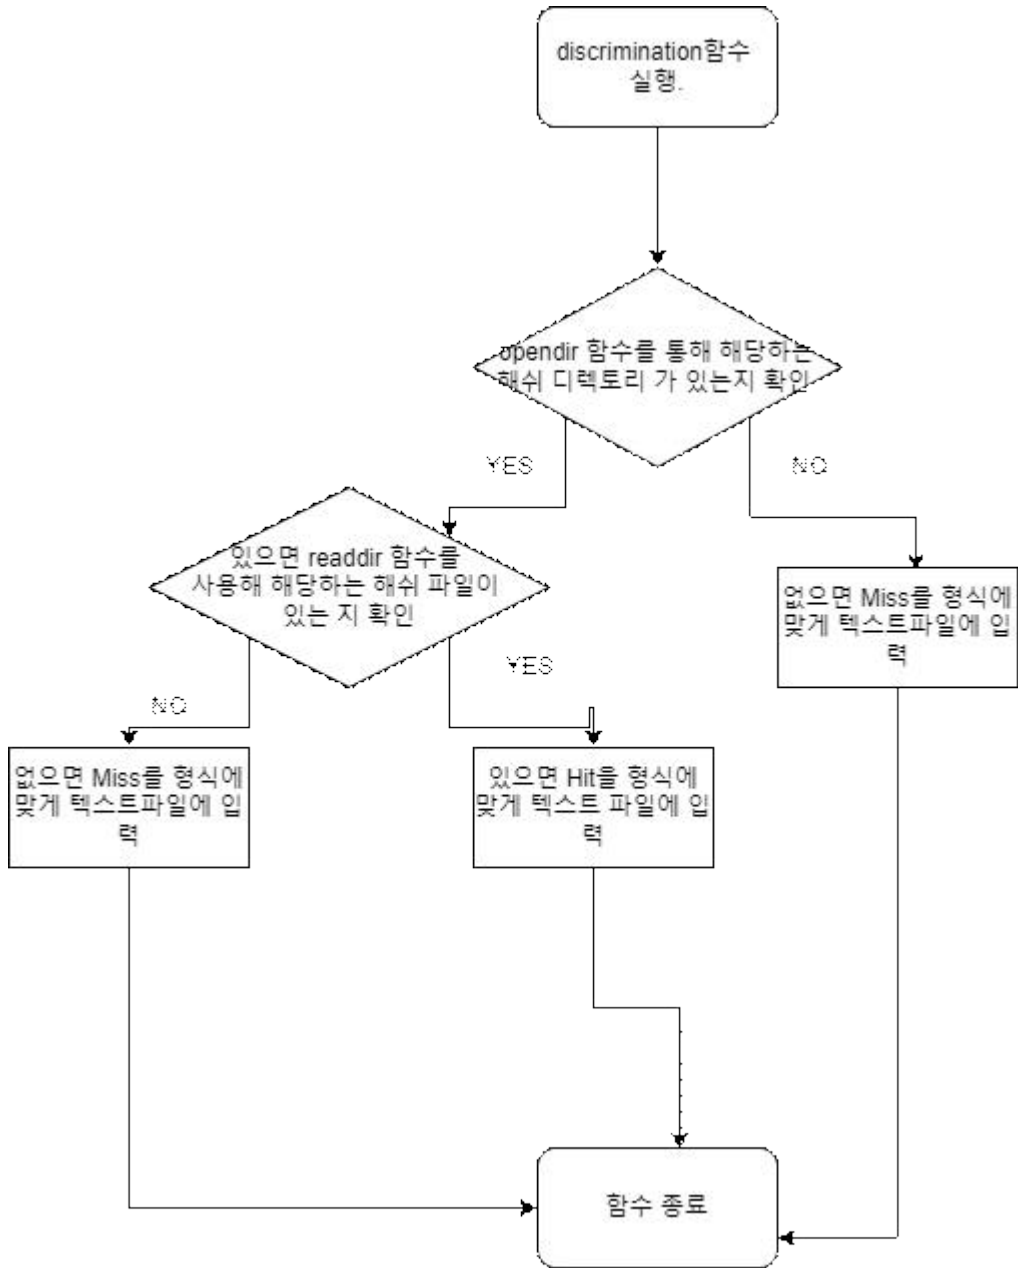 discrimination함수
실행.
opendir 함수를 통해 해당하는
해쉬 디렉토리 가 있는지 확인
YES
NO
있으면 readdir 함수를
사용해 해당하는 해쉬 파일이
있는 지 확인
없으면 Miss를 형식에
맞게 텍스트파일에 입
력
YES
NO
없으면 Miss를 형식에
맞게 텍스트파일에 입
력
있으면 Hit을 형식에
맞게 텍스트 파일에 입
력
함수 종료